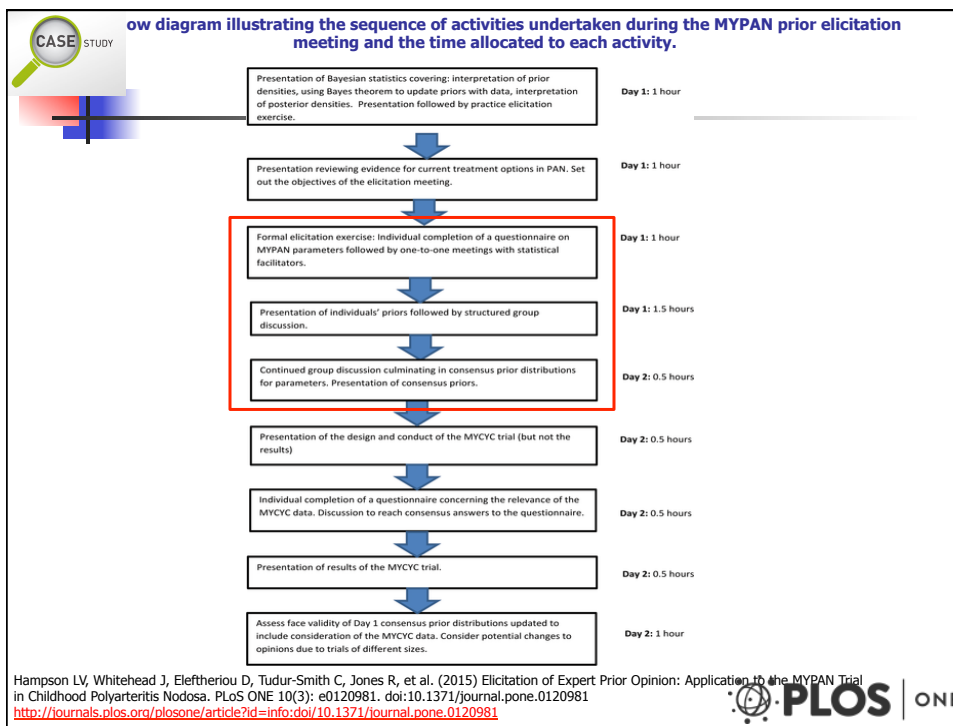 CASE STUDY
ow diagram illustrating the sequence of activities undertaken during the MYPAN prior elicitation
meeting and the time allocated to each activity.
Presentation of Bayesian statistics covering: interpretation of prior
densities, using Bayes theorem to update priors with data, interpretation
of posterior densities. Presentation followed by practice elicitation
exercise.
Day 1: 1 hour
Presentation reviewing evidence for current treatment options in PAN. Set
out the objectives of the elicitation meeting.
Day 1: 1 hour
Formal elicitation exercise: Individual completion of a questionnaire on
MYPAN parameters followed by one-to-one meetings with statistical
facilitators.
Day 1: 1 hour
Presentation of individuals' priors followed by structured group
discussion.
Day 1: 1.5 hours
Continued group discussion culminating in consensus prior distributions
for parameters. Presentation of consensus priors.
Day 2: 0.5 hours
Presentation of the design and conduct of the MYCYC trial (but not the
results)
Day 2: 0.5 hours
Individual completion of a questionnaire concerning the relevance of the
MYCYC data. Discussion to reach consensus answers to the questionnaire.
Day 2: 0.5 hours
Presentation of results of the MYCYC trial.
Day 2: 0.5 hours
Assess face validity of Day 1 consensus prior distributions updated to
include consideration of the MYCYC data. Consider potential changes to
opinions due to trials of different sizes.
Day 2: 1 hour
Hampson LV, Whitehead J, Eleftheriou D, Tudur-Smith C, Jones R, et al. (2015) Elicitation of Expert Prior Opinion: Application to the MYPAN Trial
in Childhood Polyarteritis Nodosa. PLoS ONE 10(3): e0120981. doi:10.1371/journal.pone.0120981
http://journals.plos.org/plosone/article?id=info:doi/10.1371/journal.pone.0120981
PLOS | ONE